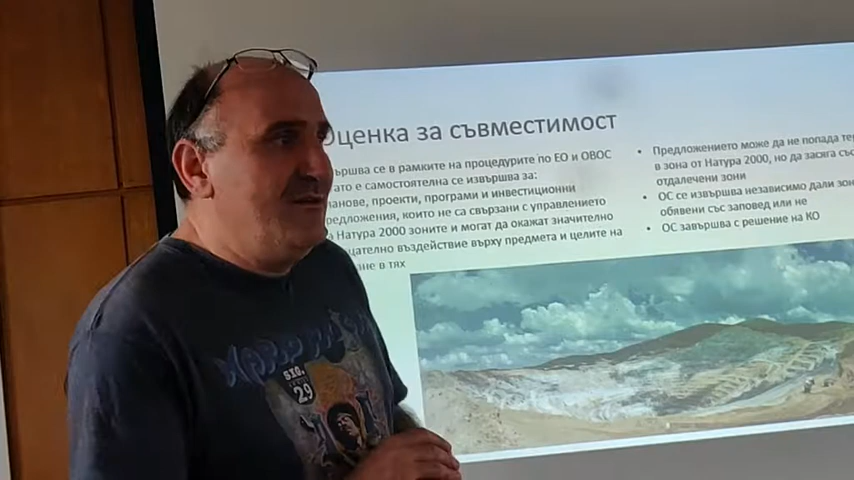 Оценка за съвместимост
в рамките на процедурите по ЕО и ОВОС
като е самостоятелно се извършва за:
планове, проекти, програми и инвестиционни
предложения, които не са свързани с управлението
на Натура 2000 зоните и могат да окажат значително
въздействие върху предмета и целите на
в тях
• Предложението може да не попада
зона от Натура 2000, но да засяга
отдалечени зони
• ОС се извършва независимо дали зони
обявени със заповед или не
• ОС завършва с решение на КО
SIG.
29